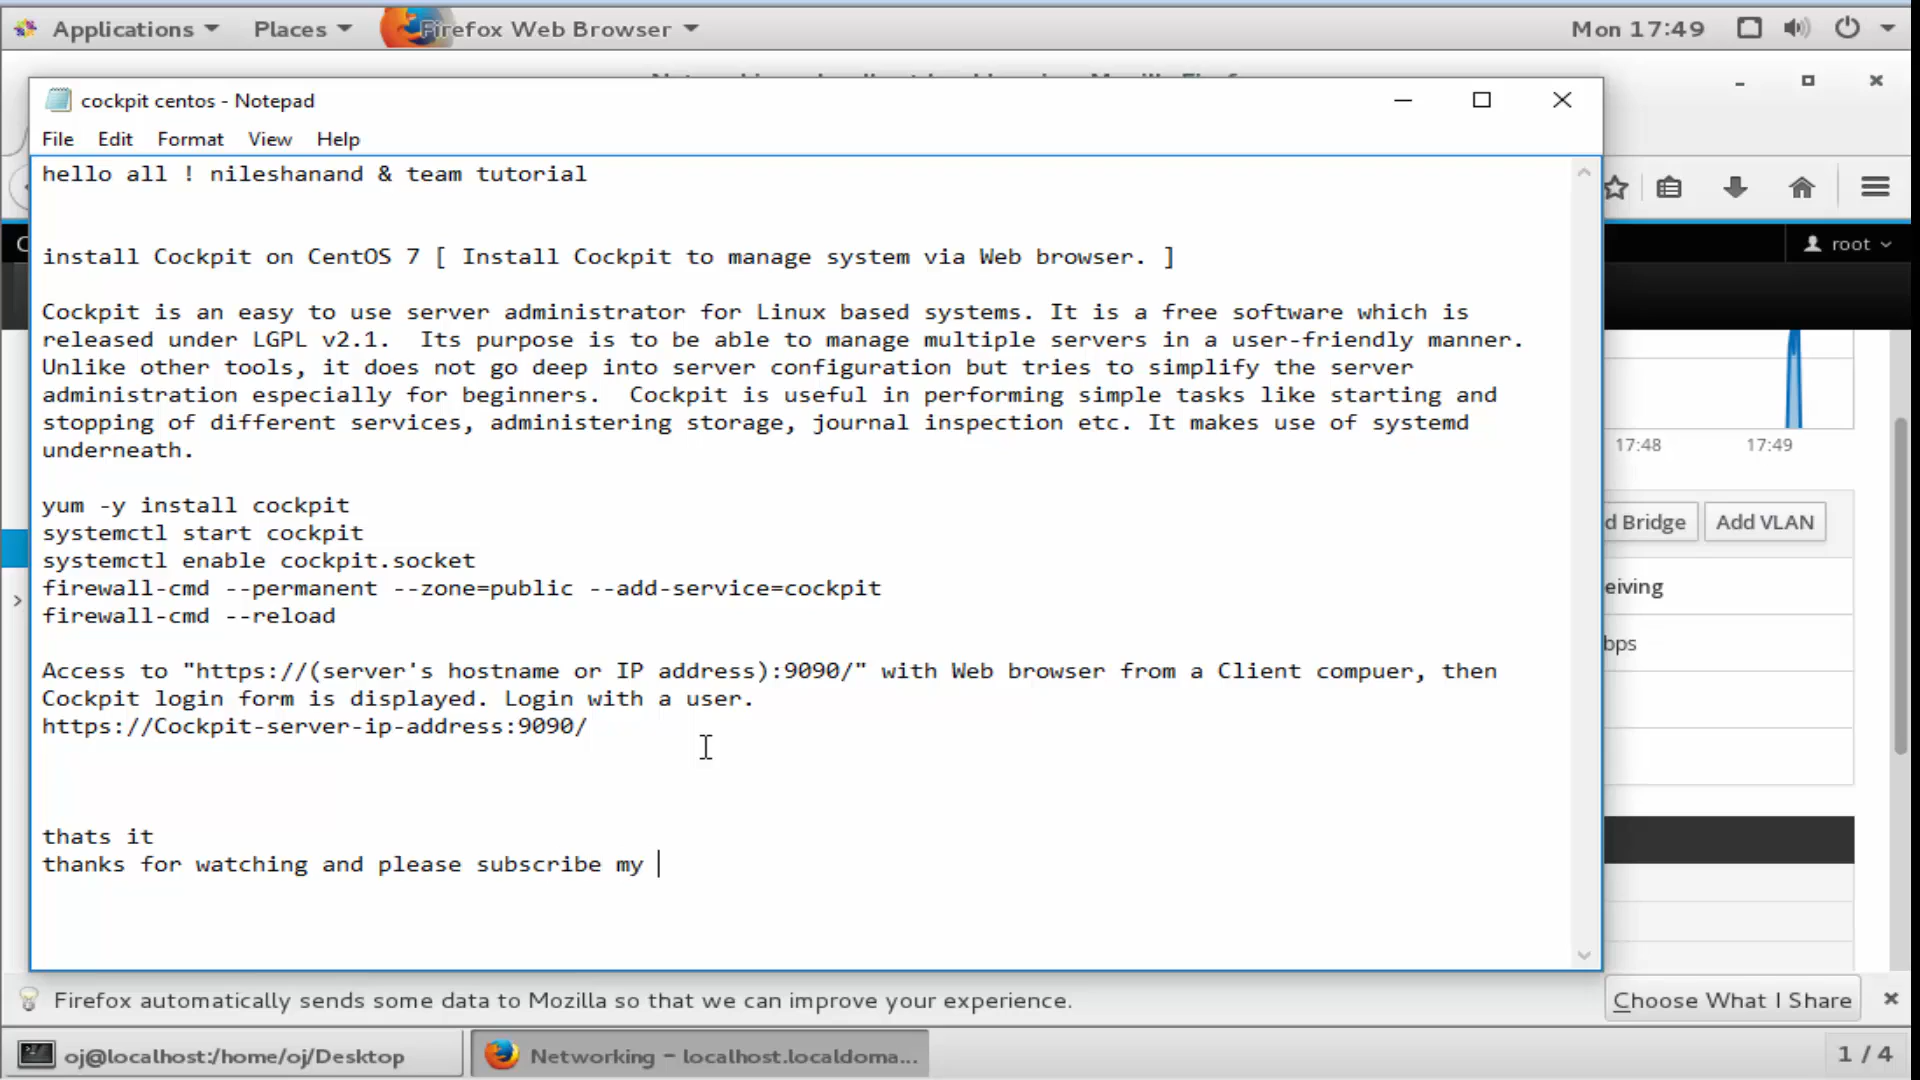 Applications Places Firefox Web Browser Mon 17:49
cockpit centos - Notepad
File Edit Format View Help
hello all ! nileshanand & team tutorial
root
install Cockpit on CentOS 7 [ Install Cockpit to manage system via Web browser. ]
Cockpit is an easy to use server administrator for Linux based systems. It is a free software which is
released under LGPL v2.1.  Its purpose is to be able to manage multiple servers in a user-friendly manner.
Unlike other tools, it does not go deep into server configuration but tries to simplify the server
administration especially for beginners.  Cockpit is useful in performing simple tasks like starting and
stopping of different services, administering storage, journal inspection etc. It makes use of systemd
underneath.
17:48 17:49
yum -y install cockpit
systemctl start cockpit
systemctl enable cockpit.socket
firewall-cmd --permanent --zone=public --add-service=cockpit
firewall-cmd --reload
d Bridge Add VLAN
eiving
bps
Access to "https://(server's hostname or IP address):9090/" with Web browser from a Client compuer, then
Cockpit login form is displayed. Login with a user.
https://Cockpit-server-ip-address:9090/
thats it
thanks for watching and please subscribe my
Firefox automatically sends some data to Mozilla so that we can improve your experience. Choose What I Share
oj@localhost:/home/oj/Desktop Networking – localhost.localdoma... 1 / 4